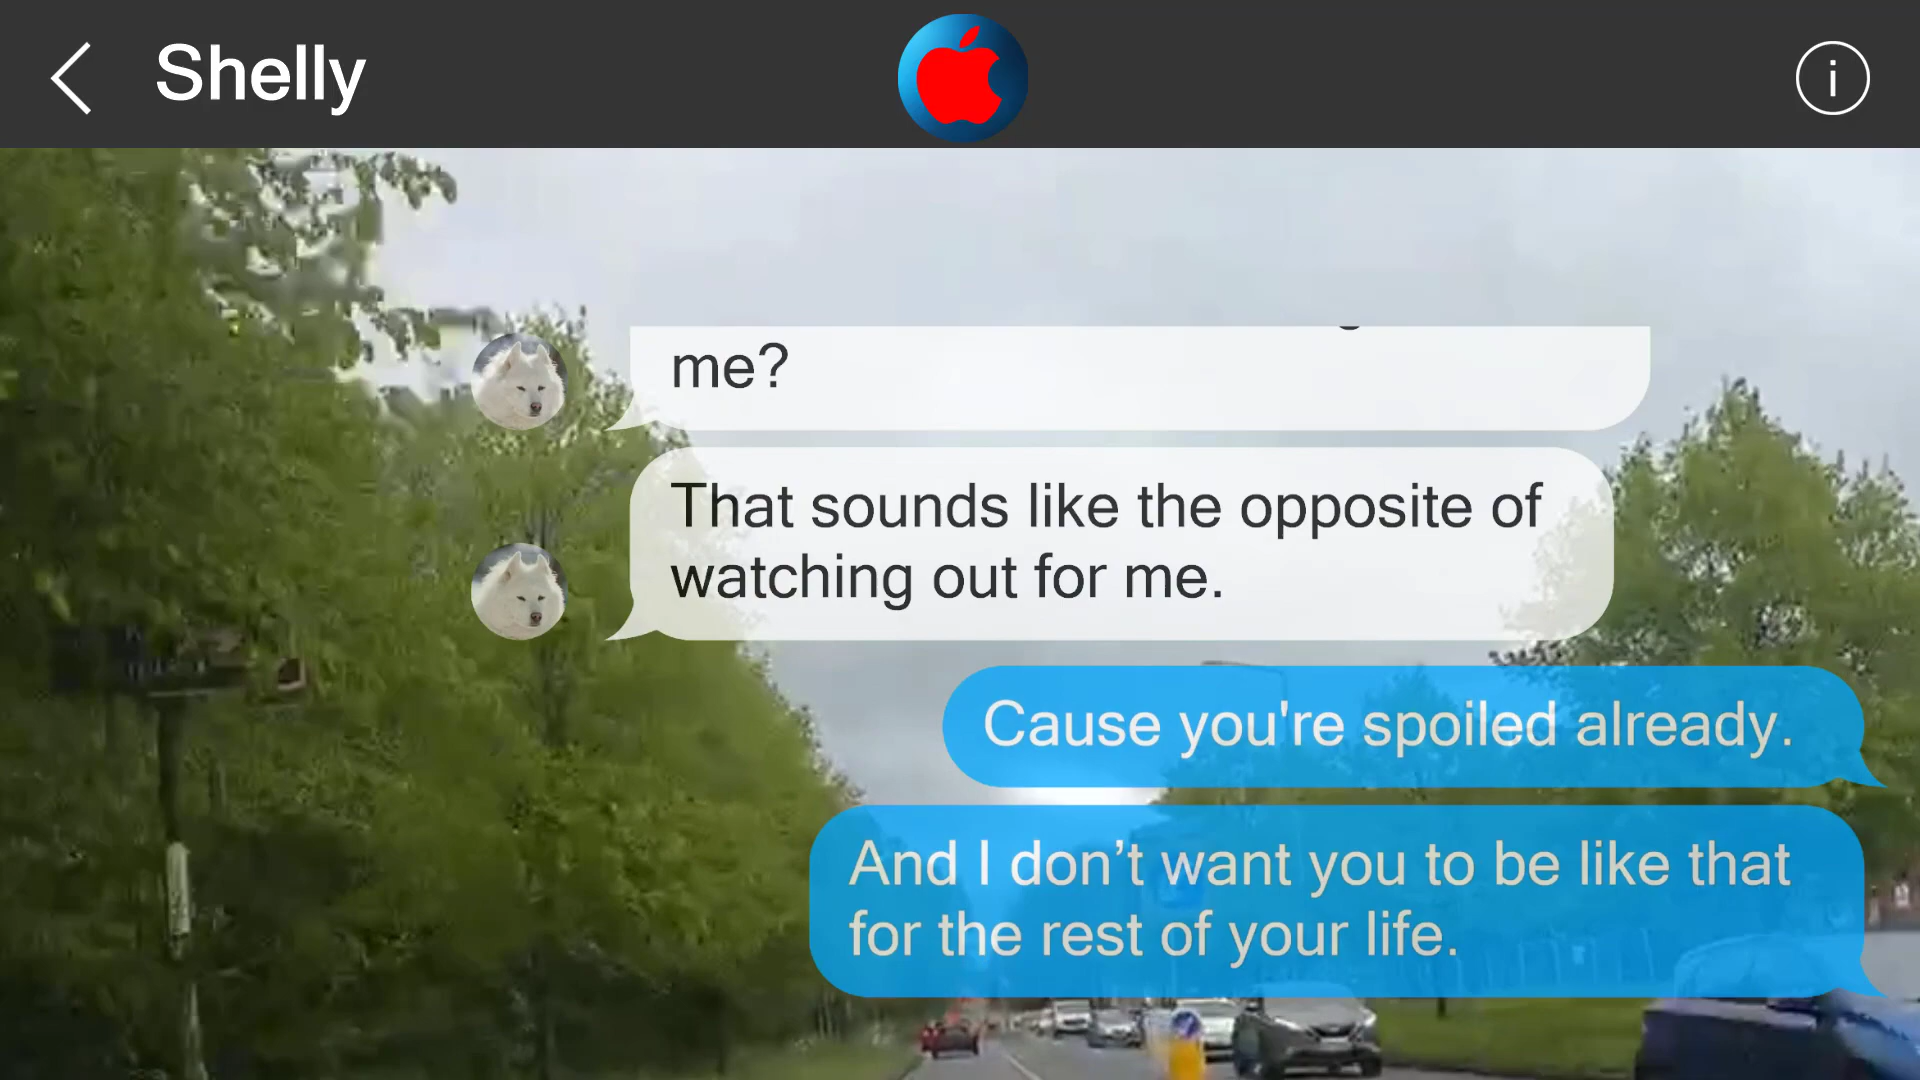 Shelly
me?
That sounds like the opposite of
watching out for me.
Cause you're spoiled already.
And I don’t want you to be like that
for the rest of your life.